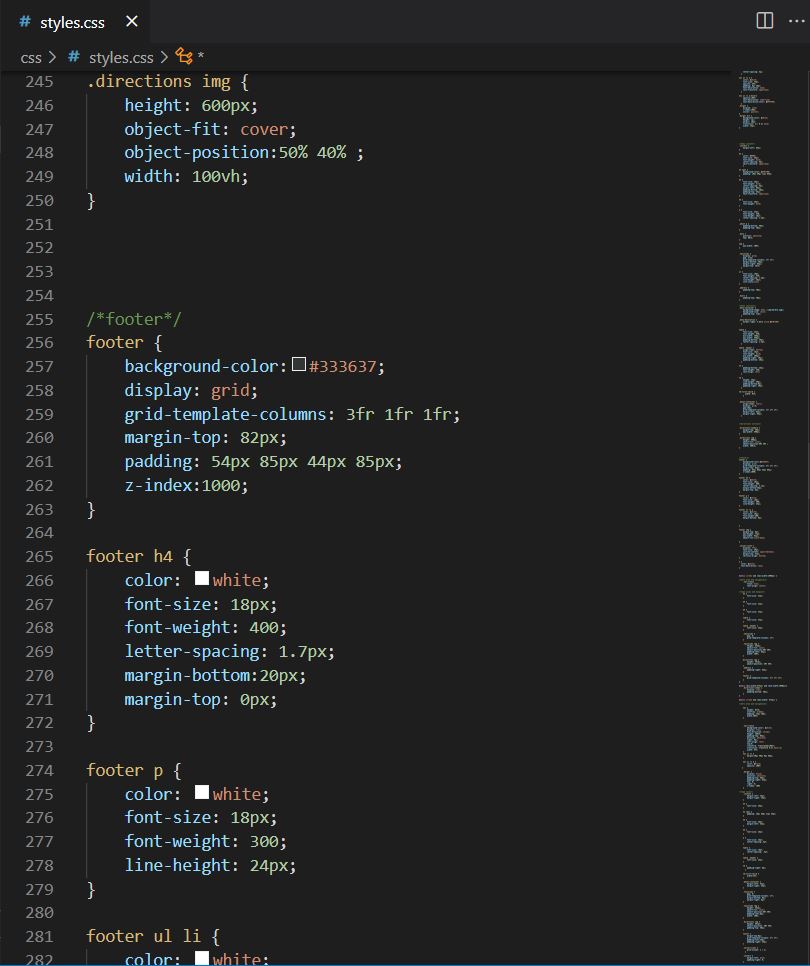 # styles.css ×
css > # styles.css > *
245 .directions img {
246     height: 600px;
247     object-fit: cover;
248     object-position:50% 40% ;
249     width: 100vh;
250 }
251
252
253
254
255 /*footer*/
256 footer {
257     background-color: #333637;
258     display: grid;
259     grid-template-columns: 3fr 1fr 1fr;
260     margin-top: 82px;
261     padding: 54px 85px 44px 85px;
262     z-index:1000;
263 }
264
265 footer h4 {
266     color: white;
267     font-size: 18px;
268     font-weight: 400;
269     letter-spacing: 1.7px;
270     margin-bottom:20px;
271     margin-top: 0px;
272 }
273
274 footer p {
275     color: white;
276     font-size: 18px;
277     font-weight: 300;
278     line-height: 24px;
279 }
280
281 footer ul li {
282     color: white;